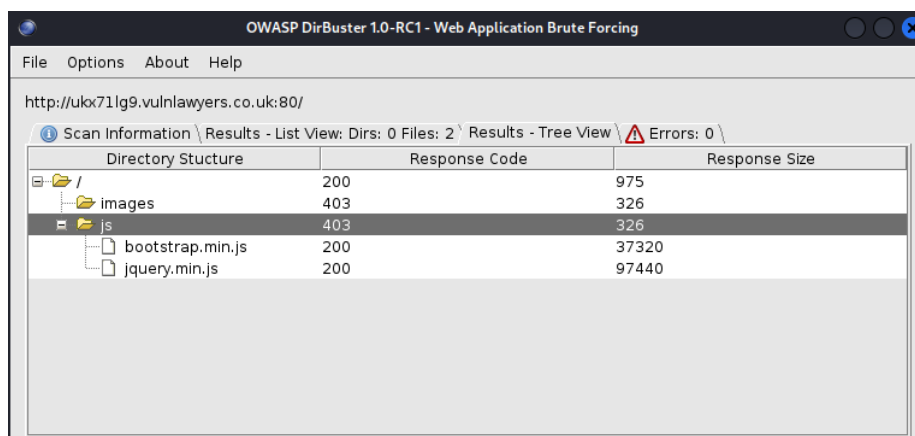 OWASP DirBuster 1.0-RC1 - Web Application Brute Forcing
File Options About Help
http://ukx71lg9.vulnlawyers.co.uk:80/
Scan Information \ Results - List View: Dirs: 0 Files: 2 \ Results - Tree View \ Errors: 0 \
Directory Stucture Response Code Response Size
/ 200 975
images 403 326
js 403 326
bootstrap.min.js 200 37320
jquery.min.js 200 97440